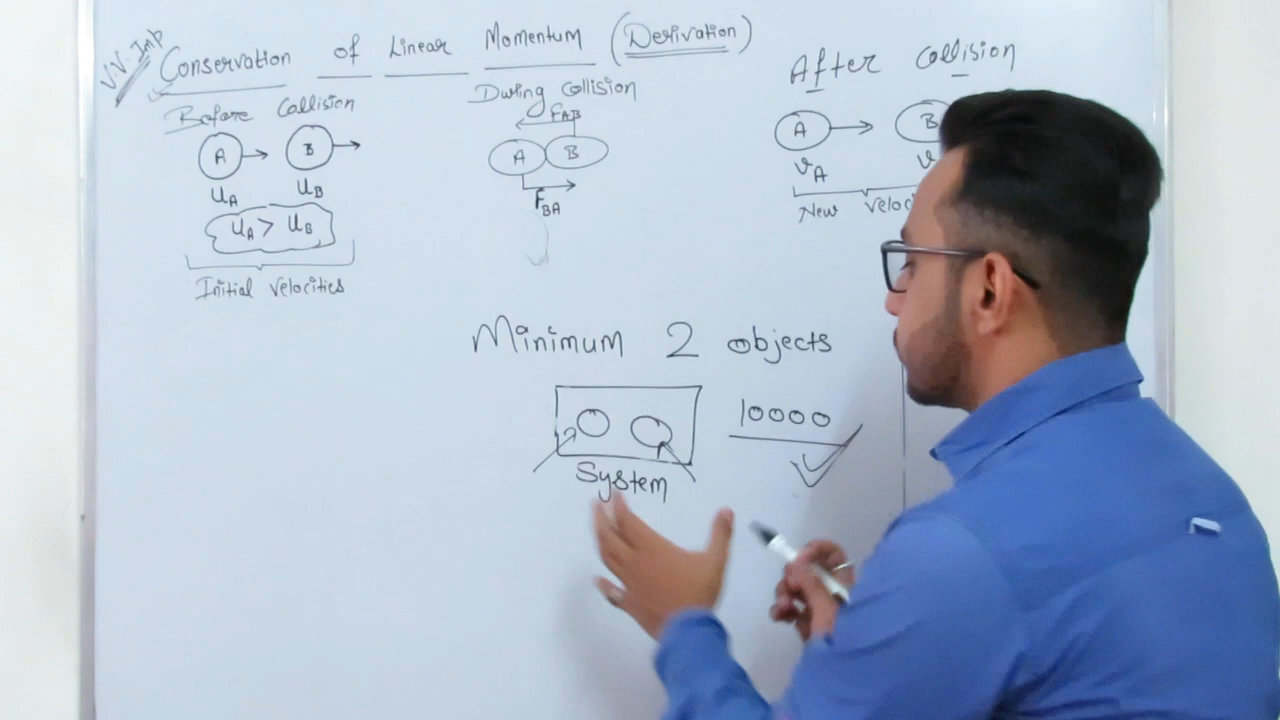 V.V.Imp
Conservation of Linear Momentum (Derivation)
Before Collision
A B
uA uB
uA > uB
Initial velocities
During Collision
FAB
A B
FBA
After Collision
A B
vA v
New
Minimum 2 objects
10000
System